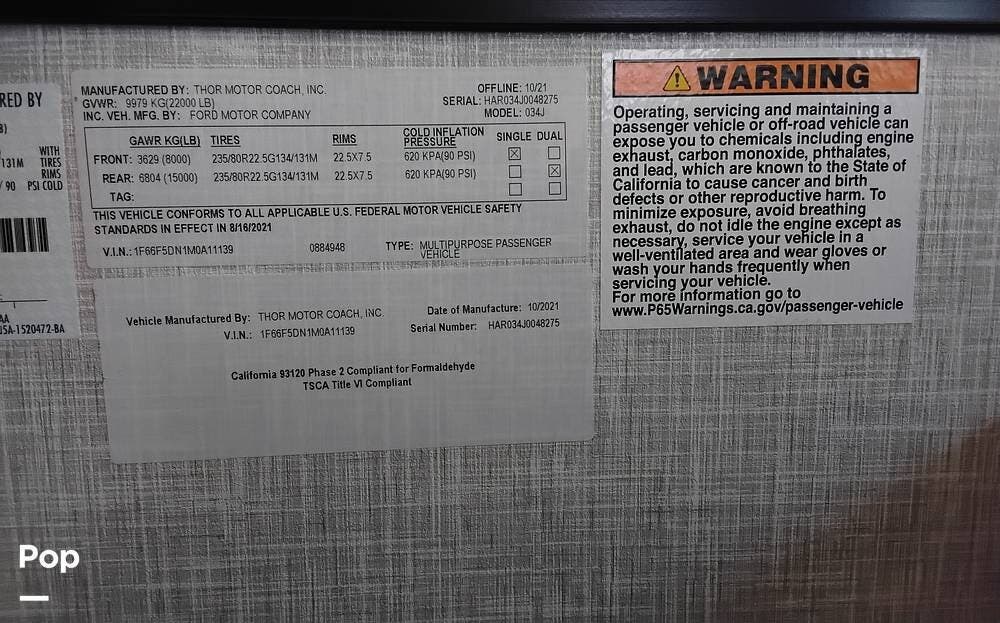 RED BY
WITH
131M TIRES
RIMS
90 PSI COLD
AA
J5A-1520472-BA
MANUFACTURED BY: THOR MOTOR COACH, INC. OFFLINE: 10/21
GVWR: 9979 KG(22000 LB) SERIAL: HAR034J0048275
INC. VEH. MFG. BY: FORD MOTOR COMPANY MODEL: 034J
GAWR KG(LB) TIRES RIMS COLD INFLATION PRESSURE SINGLE DUAL
FRONT: 3629 (8000) 235/80R22.5G134/131M 22.5X7.5 620 KPA(90 PSI) ☒ ☐
REAR: 6804 (15000) 235/80R22.5G134/131M 22.5X7.5 620 KPA(90 PSI) ☐ ☒
TAG: ☐ ☐
THIS VEHICLE CONFORMS TO ALL APPLICABLE U.S. FEDERAL MOTOR VEHICLE SAFETY
STANDARDS IN EFFECT IN 8/16/2021
V.I.N.: 1F66F5DN1M0A11139 0884948 TYPE: MULTIPURPOSE PASSENGER
VEHICLE
Vehicle Manufactured By: THOR MOTOR COACH, INC Date of Manufacture: 10/2021
V.I.N.: 1F66F5DN1M0A11139 Serial Number: HAR034J0048275
California 93120 Phase 2 Compliant for Formaldehyde
TSCA Title VI Compliant
⚠WARNING
Operating, servicing and maintaining a
passenger vehicle or off-road vehicle can
expose you to chemicals including engine
exhaust, carbon monoxide, phthalates,
and lead, which are known to the State of
California to cause cancer and birth
defects or other reproductive harm. To
minimize exposure, avoid breathing
exhaust, do not idle the engine except as
necessary, service your vehicle in a
well-ventilated area and wear gloves or
wash your hands frequently when
servicing your vehicle.
For more information go to
www.P65Warnings.ca.gov/passenger-vehicle
Pop